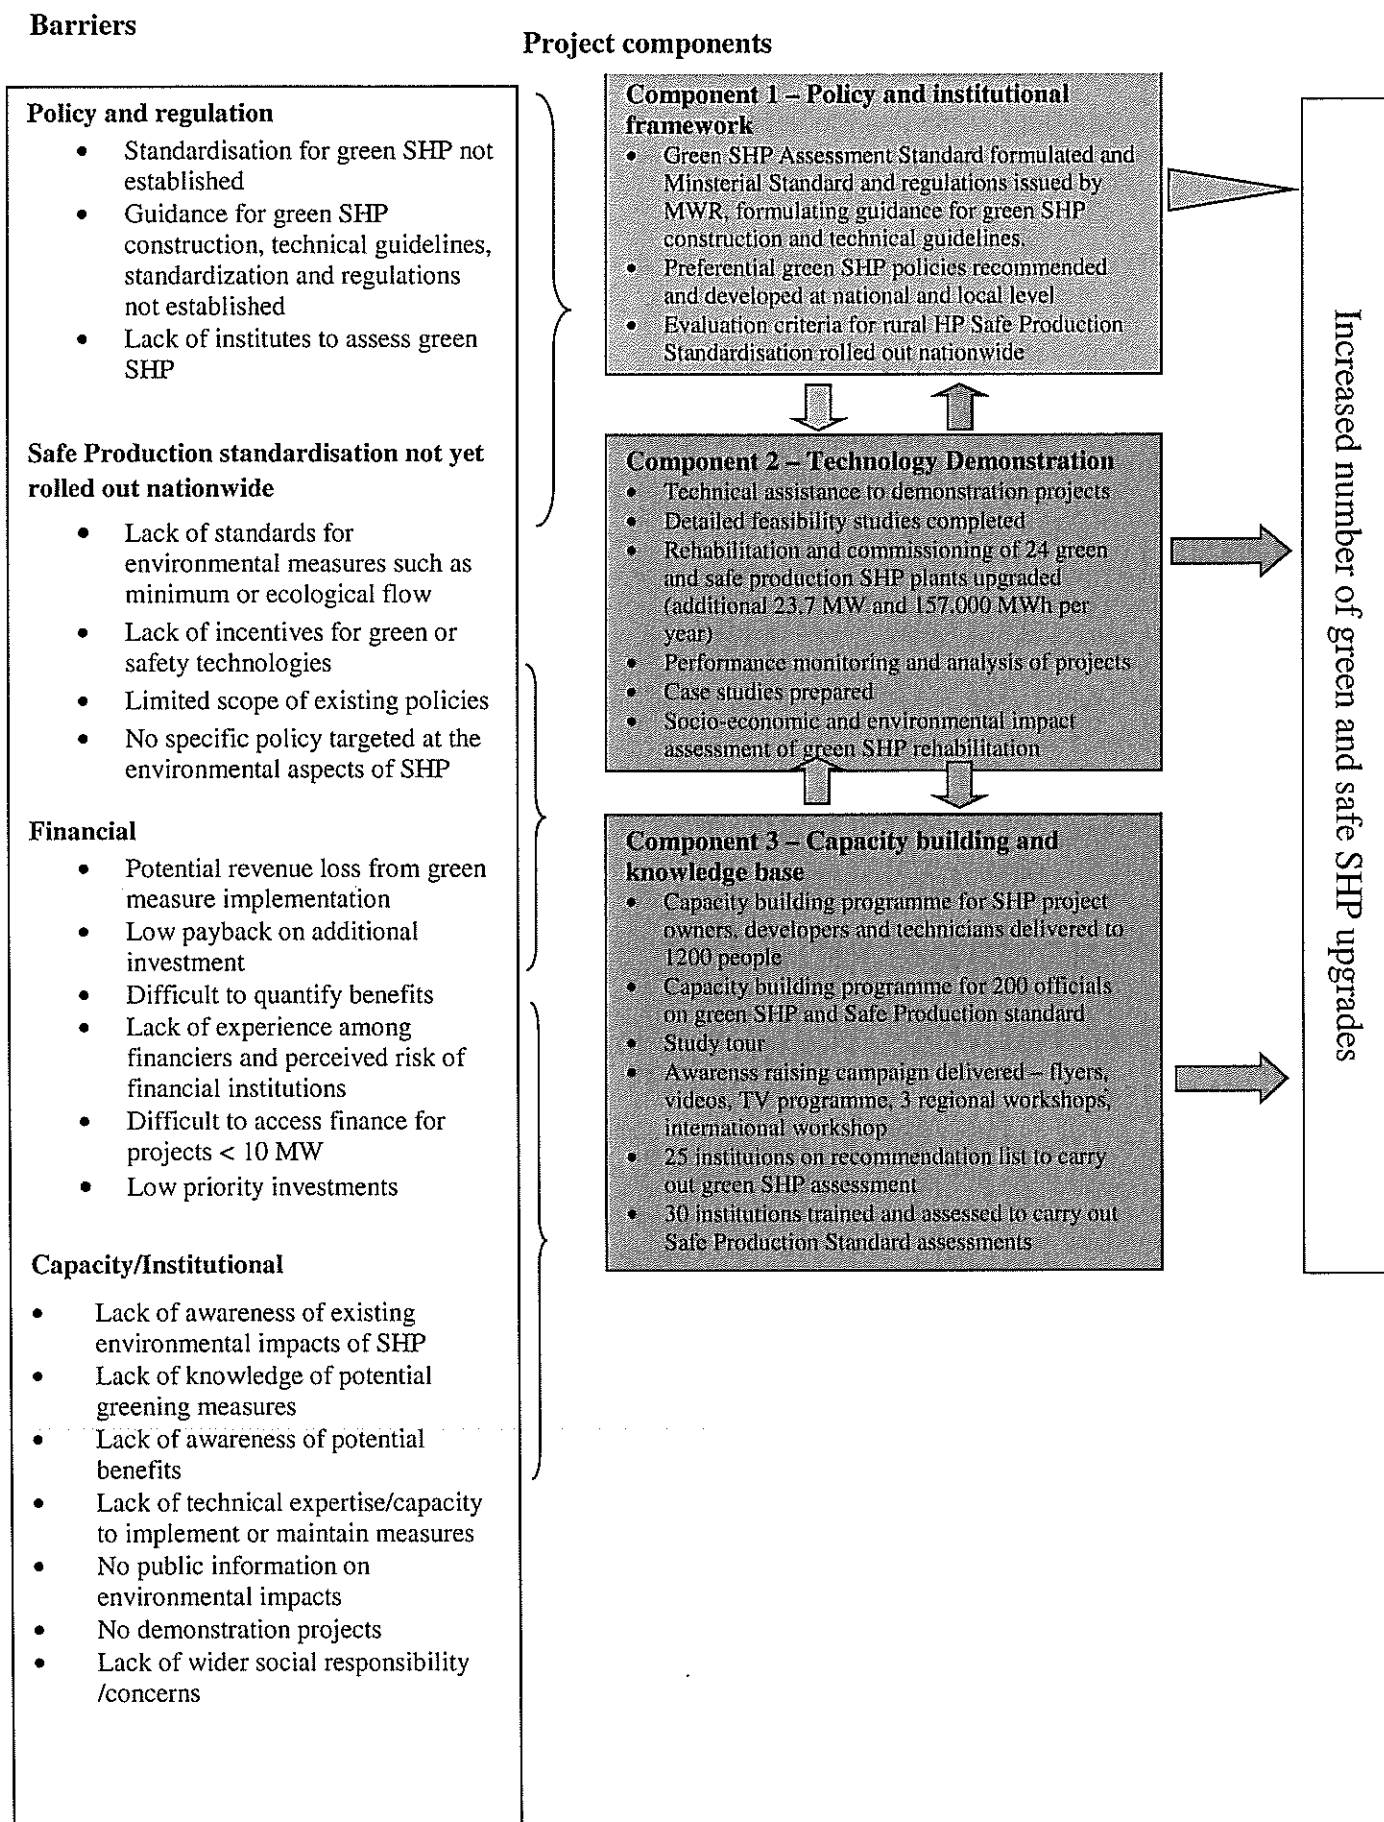 Barriers
Project components
Policy and regulation
• Standardisation for green SHP not
established
• Guidance for green SHP
construction, technical guidelines,
standardization and regulations
not established
• Lack of institutes to assess green
SHP
Safe Production standardisation not yet
rolled out nationwide
• Lack of standards for
environmental measures such as
minimum or ecological flow
• Lack of incentives for green or
safety technologies
• Limited scope of existing policies
• No specific policy targeted at the
environmental aspects of SHP
Financial
• Potential revenue loss from green
measure implementation
• Low payback on additional
investment
• Difficult to quantify benefits
• Lack of experience among
financiers and perceived risk of
financial institutions
• Difficult to access finance for
projects < 10 MW
• Low priority investments
Capacity/Institutional
• Lack of awareness of existing
environmental impacts of SHP
• Lack of knowledge of potential
greening measures
• Lack of awareness of potential
benefits
• Lack of technical expertise/capacity
to implement or maintain measures
• No public information on
environmental impacts
• No demonstration projects
• Lack of wider social responsibility
/concerns
Component 1 – Policy and institutional
framework
• Green SHP Assessment Standard formulated and
Minsterial Standard and regulations issued by
MWR, formulating guidance for green SHP
construction and technical guidelines.
• Preferential green SHP policies recommended
and developed at national and local level
• Evaluation criteria for rural HP Safe Production
Standardisation rolled out nationwide
Component 2 – Technology Demonstration
• Technical assistance to demonstration projects
• Detailed feasibility studies completed
• Rehabilitation and commissioning of 24 green
and safe production SHP plants upgraded
(additional 23.7 MW and 157.000 MWh per
year)
• Performance monitoring and analysis of projects
• Case studies prepared
• Socio-economic and environmental impact
assessment of green SHP rehabilitation
Component 3 – Capacity building and
knowledge base
• Capacity building programme for SHP project
owners, developers and technicians delivered to
1200 people
• Capacity building programme for 200 officials
on green SHP and Safe Production standard
• Study tour
• Awarenss raising campaign delivered – flyers,
videos, TV programme, 3 regional workshops,
international workshop
• 25 instituions on recommendation list to carry
out green SHP assessment
• 30 institutions trained and assessed to carry out
Safe Production Standard assessments
Increased number of green and safe SHP upgrades